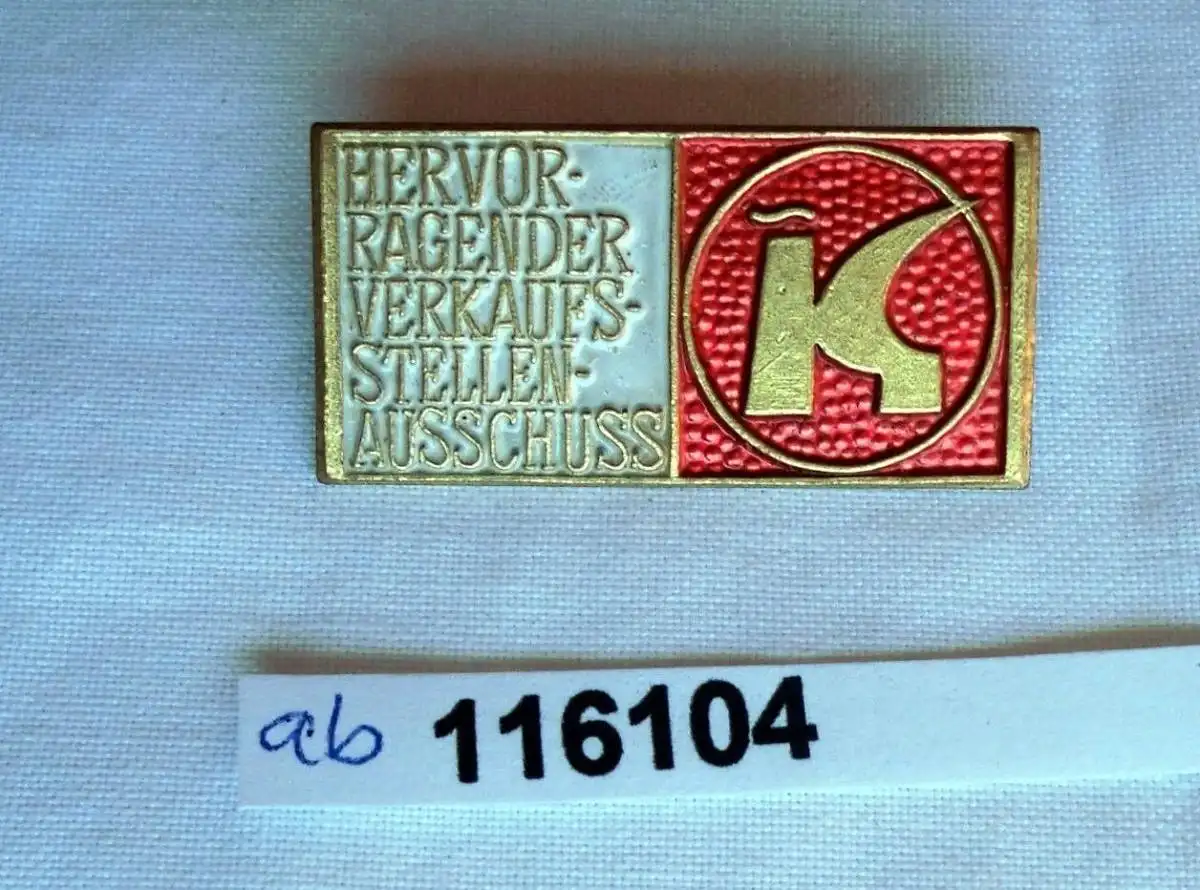 HERVOR-
RAGENDER
VERKAUFS-
STELLEN-
AUSSCHUSS
K
ab 116104